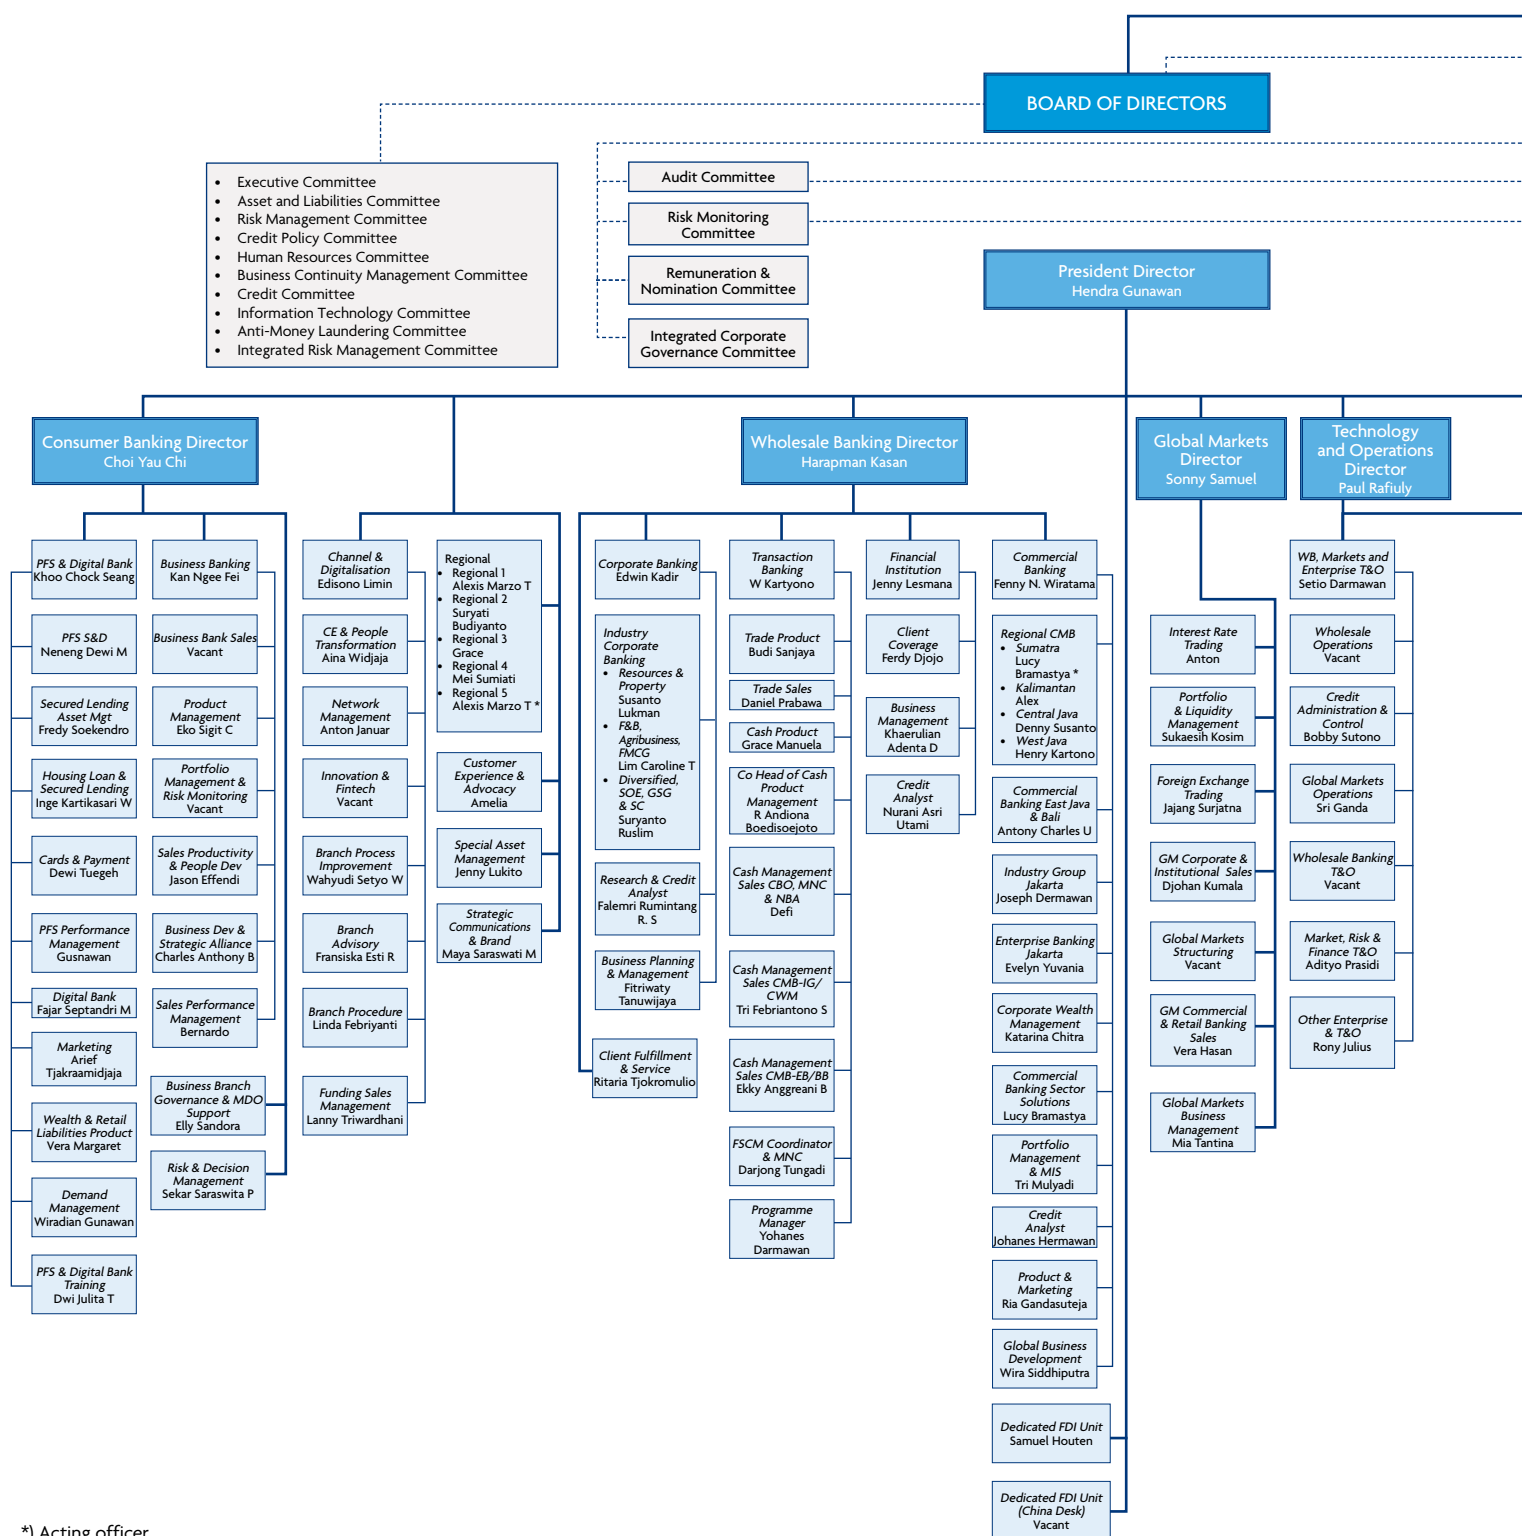 BOARD OF DIRECTORS
• Executive Committee
• Asset and Liabilities Committee
• Risk Management Committee
• Credit Policy Committee
• Human Resources Committee
• Business Continuity Management Committee
• Credit Committee
• Information Technology Committee
• Anti-Money Laundering Committee
• Integrated Risk Management Committee
Audit Committee
Risk Monitoring
Committee
Remuneration &
Nomination Committee
Integrated Corporate
Governance Committee
President Director
Hendra Gunawan
Consumer Banking Director
Choi Yau Chi
Wholesale Banking Director
Harapman Kasan
Global Markets
Director
Sonny Samuel
Technology
and Operations
Director
Paul Rafiuly
PFS & Digital Bank
Khoo Chock Seang
PFS S&D
Neneng Dewi M
Secured Lending
Asset Mgt
Fredy Soekendro
Housing Loan &
Secured Lending
Inge Kartikasari W
Cards & Payment
Dewi Tuegeh
PFS Performance
Management
Gusnawan
Digital Bank
Fajar Septandri M
Marketing
Arief
Tjakraamidjaja
Wealth & Retail
Liabilities Product
Vera Margaret
Demand
Management
Wiradian Gunawan
PFS & Digital Bank
Training
Dwi Julita T
Business Banking
Kan Ngee Fei
Business Bank Sales
Vacant
Product
Management
Eko Sigit C
Portfolio
Management &
Risk Monitoring
Vacant
Sales Productivity
& People Dev
Jason Effendi
Business Dev &
Strategic Alliance
Charles Anthony B
Sales Performance
Management
Bernardo
Business Branch
Governance & MDO
Support
Elly Sandora
Risk & Decision
Management
Sekar Saraswita P
Channel &
Digitalisation
Edisono Limin
CE & People
Transformation
Aina Widjaja
Network
Management
Anton Januar
Innovation &
Fintech
Vacant
Branch Process
Improvement
Wahyudi Setyo W
Branch
Advisory
Fransiska Esti R
Branch Procedure
Linda Febriyanti
Funding Sales
Management
Lanny Triwardhani
Regional
• Regional 1
Alexis Marzo T
• Regional 2
Suryati
Budiyanto
• Regional 3
Grace
• Regional 4
Mei Sumiati
• Regional 5
Alexis Marzo T *
Customer
Experience &
Advocacy
Amelia
Special Asset
Management
Jenny Lukito
Strategic
Communications
& Brand
Maya Saraswati M
Corporate Banking
Edwin Kadir
Industry
Corporate
Banking
• Resources &
Property
Susanto
Lukman
• F&B,
Agribusiness,
FMCG
Lim Caroline T
• Diversified,
SOE, GSG
& SC
Suryanto
Ruslim
Research & Credit
Analyst
Falemri Rumintang
R. S
Business Planning
& Management
Fitriwaty
Tanuwijaya
Client Fulfillment
& Service
Ritaria Tjokromulio
Transaction
Banking
W Kartyono
Trade Product
Budi Sanjaya
Trade Sales
Daniel Prabawa
Cash Product
Grace Manuela
Co Head of Cash
Product
Management
R Andiona
Boedisoejoto
Cash Management
Sales CBO, MNC
& NBA
Defi
Cash Management
Sales CMB-IG/
CWM
Tri Febriantono S
Cash Management
Sales CMB-EB/BB
Ekky Anggreani B
FSCM Coordinator
& MNC
Darjong Tungadi
Programme
Manager
Yohanes
Darmawan
Financial
Institution
Jenny Lesmana
Client
Coverage
Ferdy Djojo
Business
Management
Khaerulian
Adenta D
Credit
Analyst
Nurani Asri
Utami
Commercial
Banking
Fenny N. Wiratama
Regional CMB
• Sumatra
Lucy
Bramastya *
• Kalimantan
Alex
• Central Java
Denny Susanto
• West Java
Henry Kartono
Commercial
Banking East Java
& Bali
Antony Charles U
Industry Group
Jakarta
Joseph Dermawan
Enterprise Banking
Jakarta
Evelyn Yuvania
Corporate Wealth
Management
Katarina Chitra
Commercial
Banking Sector
Solutions
Lucy Bramastya
Portfolio
Management
& MIS
Tri Mulyadi
Credit
Analyst
Johanes Hermawan
Product &
Marketing
Ria Gandasuteja
Global Business
Development
Wira Siddhiputra
Dedicated FDI Unit
Samuel Houten
Dedicated FDI Unit
(China Desk)
Vacant
Interest Rate
Trading
Anton
Portfolio
& Liquidity
Management
Sukaesih Kosim
Foreign Exchange
Trading
Jajang Surjatna
GM Corporate &
Institutional Sales
Djohan Kumala
Global Markets
Structuring
Vacant
GM Commercial
& Retail Banking
Sales
Vera Hasan
Global Markets
Business
Management
Mia Tantina
WB, Markets and
Enterprise T&O
Setio Darmawan
Wholesale
Operations
Vacant
Credit
Administration &
Control
Bobby Sutono
Global Markets
Operations
Sri Ganda
Wholesale Banking
T&O
Vacant
Market, Risk &
Finance T&O
Adityo Prasidi
Other Enterprise
& T&O
Rony Julius
*) Acting officer